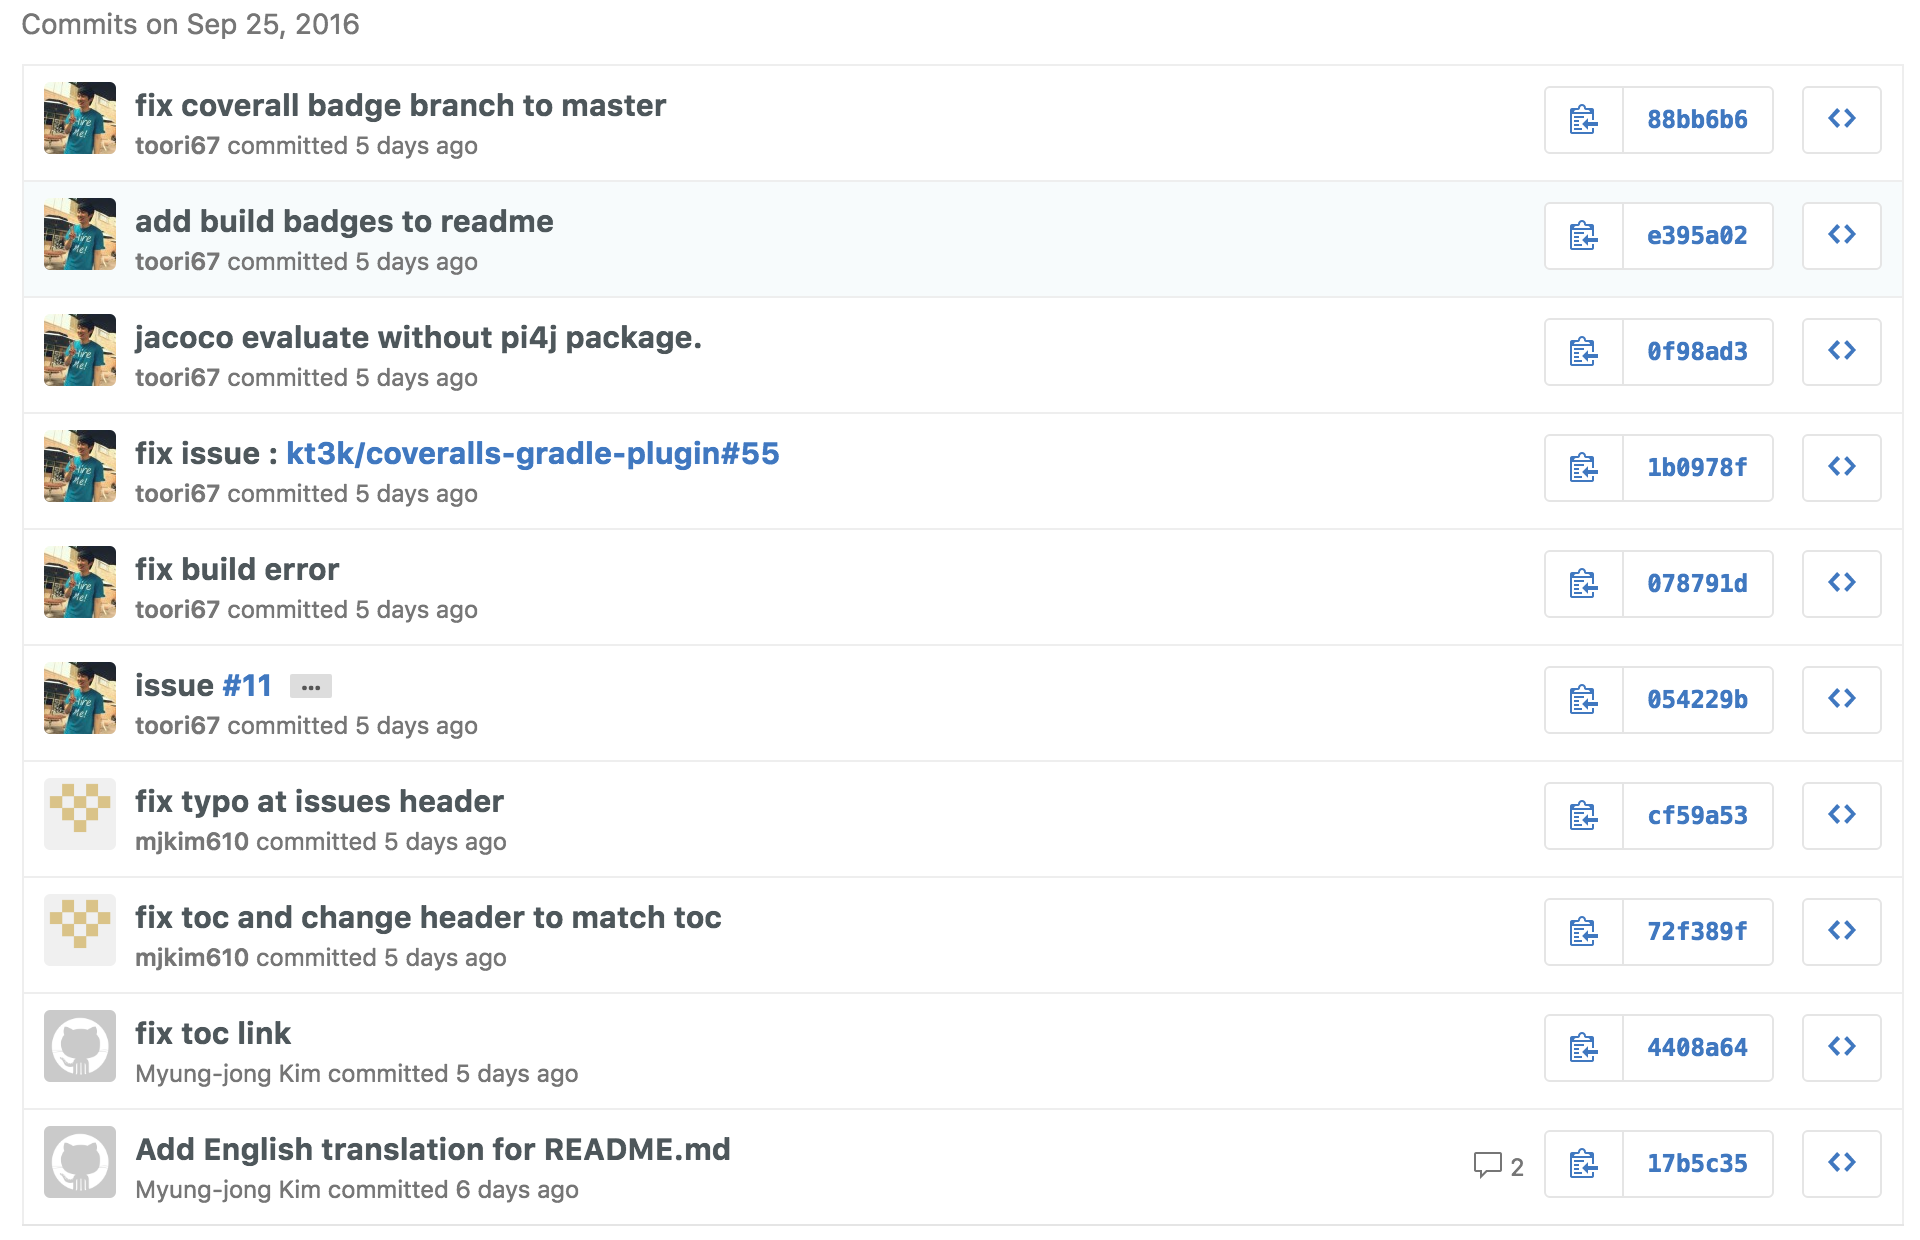 Commits on Sep 25, 2016
fix coverall badge branch to master
toori67 committed 5 days ago
88bb6b6
add build badges to readme
toori67 committed 5 days ago
e395a02
jacoco evaluate without pi4j package.
toori67 committed 5 days ago
0f98ad3
fix issue : kt3k/coveralls-gradle-plugin#55
toori67 committed 5 days ago
1b0978f
fix build error
toori67 committed 5 days ago
078791d
issue #11 …
toori67 committed 5 days ago
054229b
fix typo at issues header
mjkim610 committed 5 days ago
cf59a53
fix toc and change header to match toc
mjkim610 committed 5 days ago
72f389f
fix toc link
Myung-jong Kim committed 5 days ago
4408a64
Add English translation for README.md
Myung-jong Kim committed 6 days ago
2
17b5c35